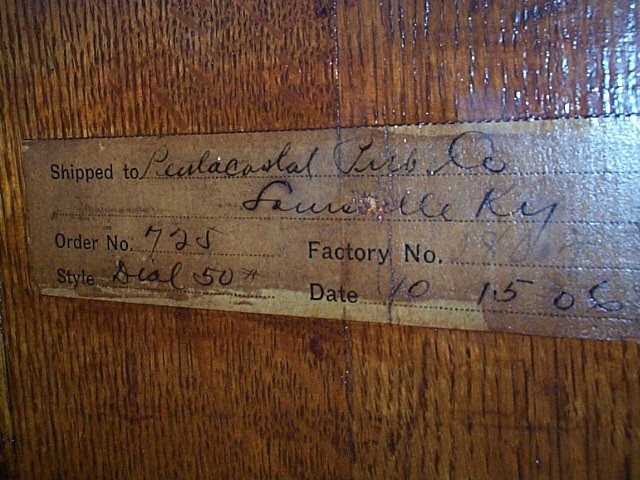 Shipped to Pentacostal Pub. Co
Louisville Ky
Order No. 725 Factory No.
Style Dial 50# Date 10 15 06